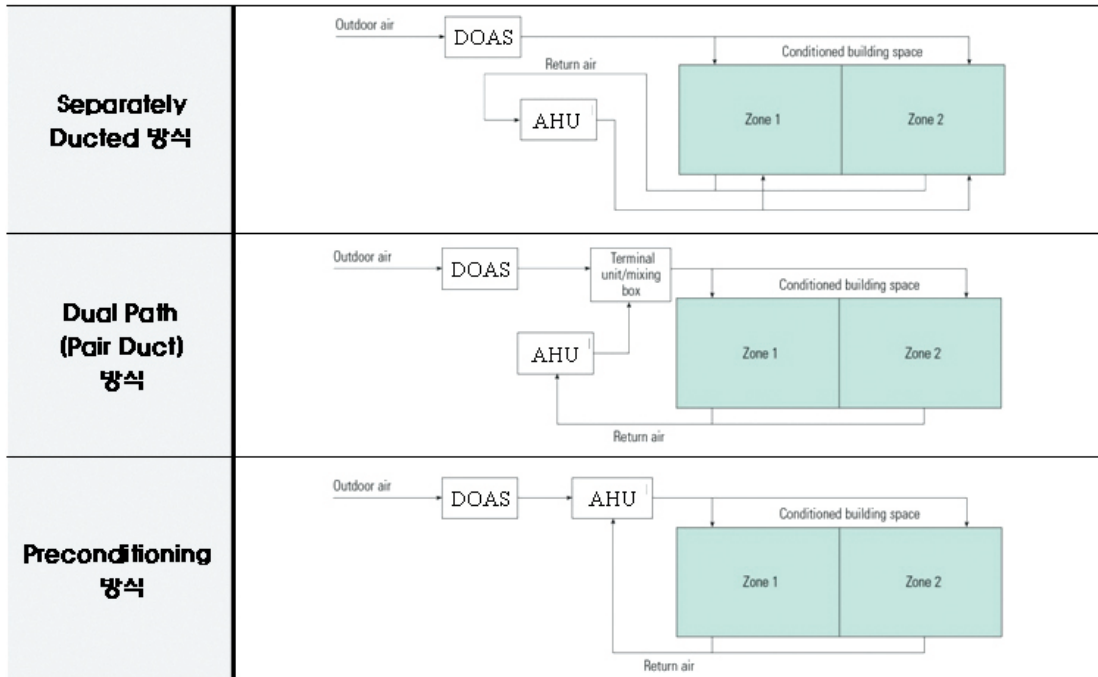 Separately
Ducted 방식
Outdoor air
DOAS
Conditioned building space
Return air
AHU
Zone 1
Zone 2
Dual Path
(Pair Duct)
방식
Outdoor air
DOAS
Terminal
unit/mixing
box
Conditioned building space
AHU
Zone 1
Zone 2
Return air
Preconditioning
방식
Outdoor air
DOAS
AHU
Conditioned building space
Zone 1
Zone 2
Return air